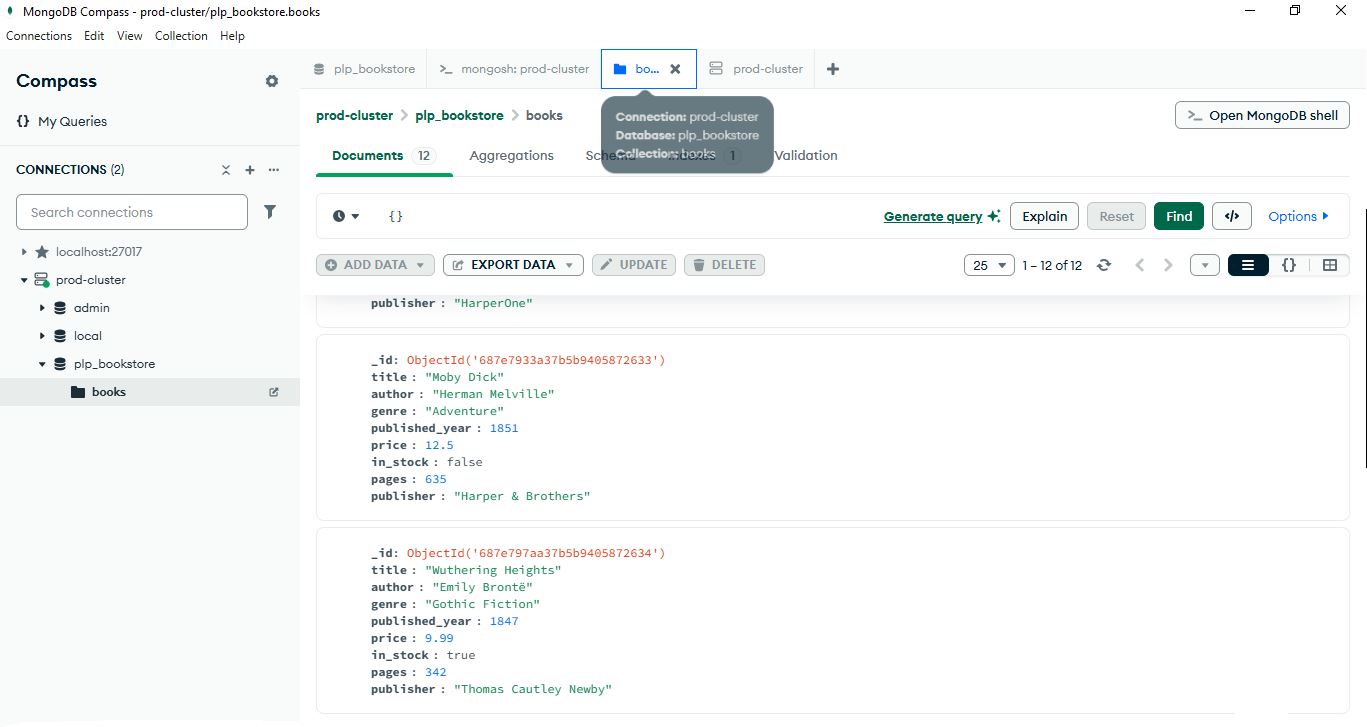 MongoDB Compass - prod-cluster/plp_bookstore.books
Connections Edit View Collection Help
Compass
{} My Queries
CONNECTIONS (2)
Search connections
localhost:27017
prod-cluster
admin
local
plp_bookstore
books
plp_bookstore
>_ mongosh: prod-cluster
bo...
prod-cluster
prod-cluster > plp_bookstore > books
>_ Open MongoDB shell
Connection: prod-cluster
Database: plp_bookstore
Collection: books
Documents 12 Aggregations 1 Validation
{}
Generate query Explain Reset Find </> Options
ADD DATA EXPORT DATA UPDATE DELETE
25 1 – 12 of 12 {}
publisher : "HarperOne"
_id: ObjectId('687e7933a37b5b9405872633')
title : "Moby Dick"
author : "Herman Melville"
genre : "Adventure"
published_year : 1851
price : 12.5
in_stock : false
pages : 635
publisher : "Harper & Brothers"
_id: ObjectId('687e797aa37b5b9405872634')
title : "Wuthering Heights"
author : "Emily Brontë"
genre : "Gothic Fiction"
published_year : 1847
price : 9.99
in_stock : true
pages : 342
publisher : "Thomas Cautley Newby"